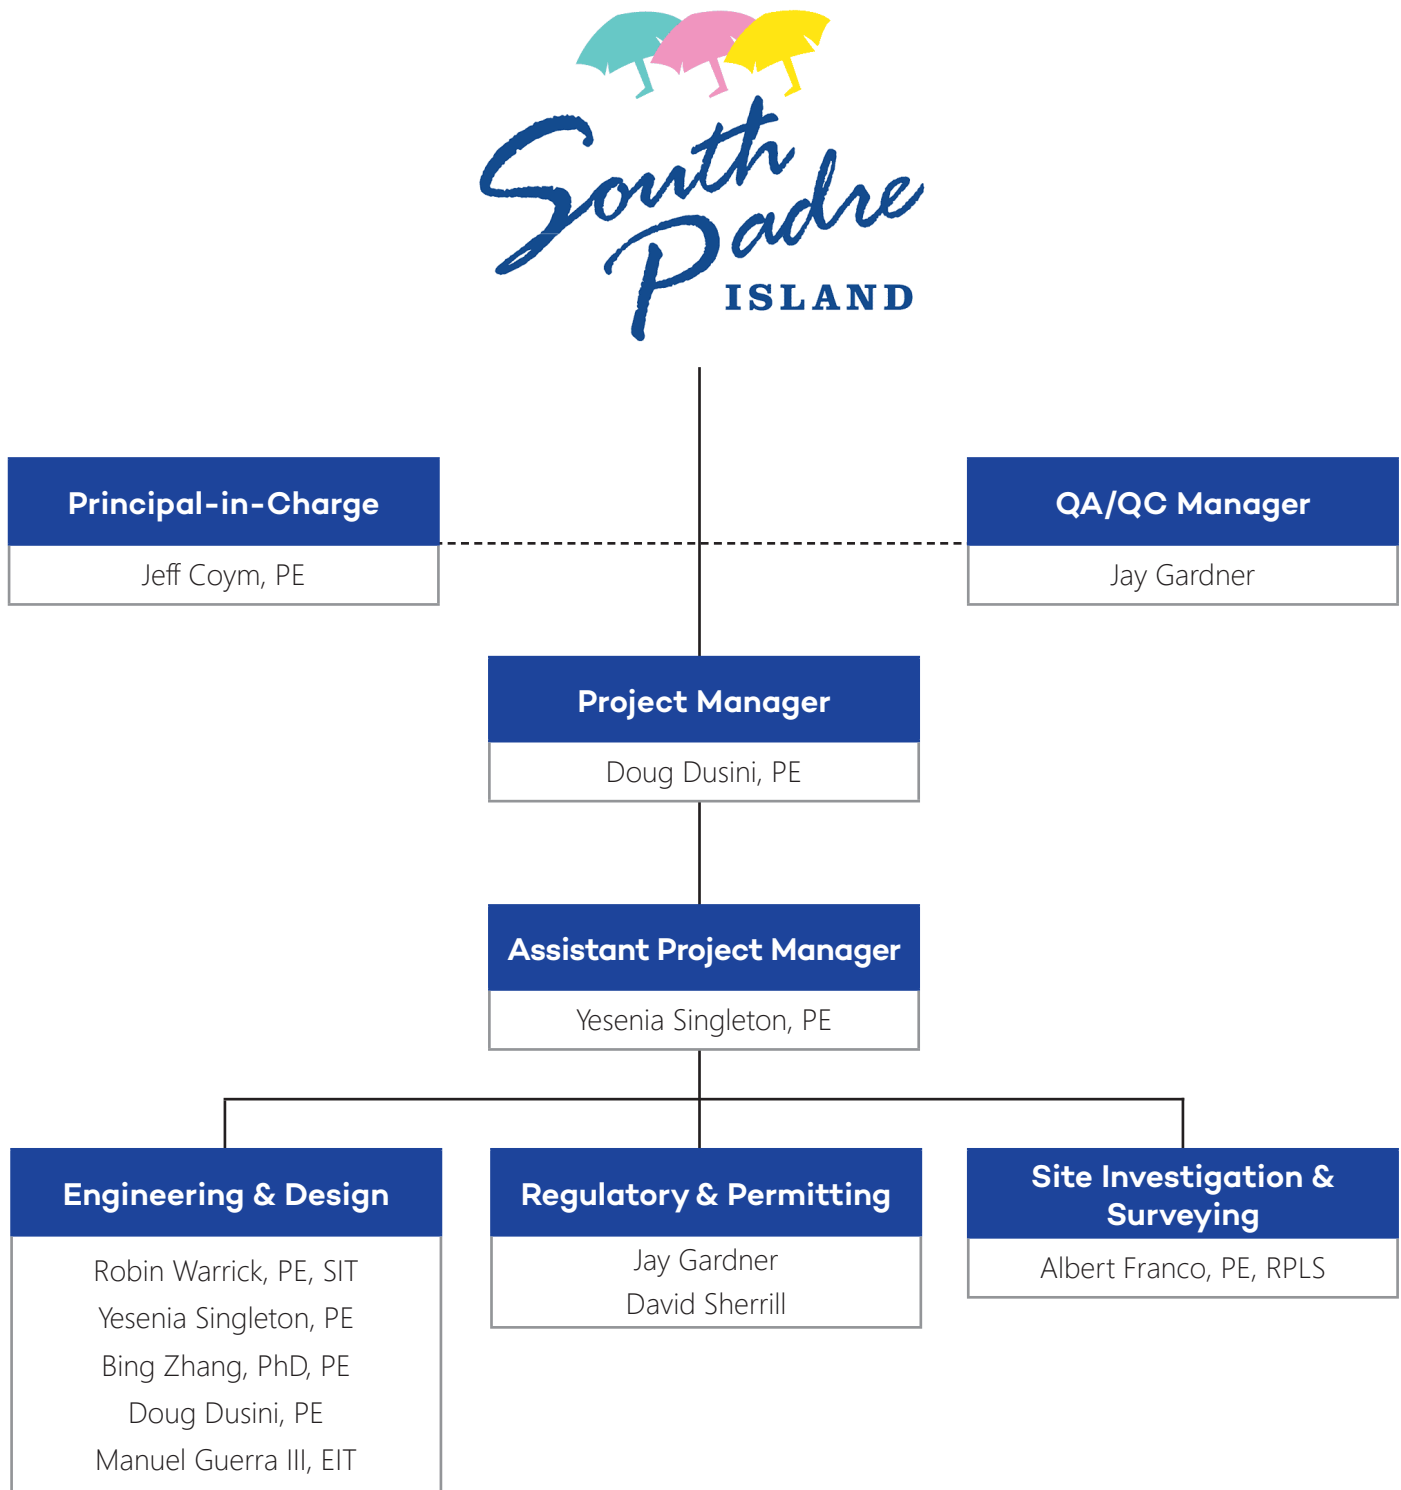 South
Padre
ISLAND
Principal-in-Charge
Jeff Coym, PE
QA/QC Manager
Jay Gardner
Project Manager
Doug Dusini, PE
Assistant Project Manager
Yesenia Singleton, PE
Engineering & Design
Robin Warrick, PE, SIT
Yesenia Singleton, PE
Bing Zhang, PhD, PE
Doug Dusini, PE
Manuel Guerra III, EIT
Regulatory & Permitting
Jay Gardner
David Sherrill
Site Investigation &
Surveying
Albert Franco, PE, RPLS